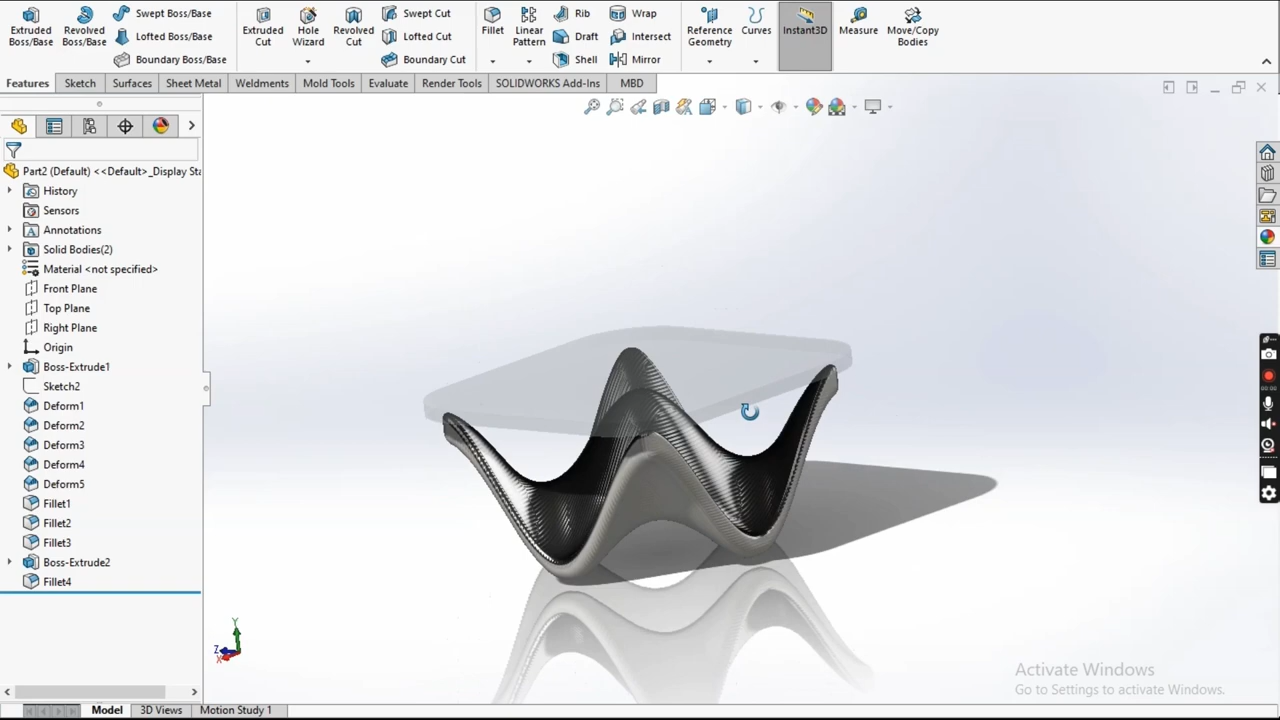 Extruded Boss/Base
Revolved Boss/Base
Swept Boss/Base
Lofted Boss/Base
Boundary Boss/Base
Extruded Cut
Hole Wizard
Revolved Cut
Swept Cut
Lofted Cut
Boundary Cut
Fillet
Linear Pattern
Rib
Draft
Shell
Wrap
Intersect
Mirror
Reference Geometry
Curves
Instant3D
Measure
Move/Copy Bodies
Features
Sketch
Surfaces
Sheet Metal
Weldments
Mold Tools
Evaluate
Render Tools
SOLIDWORKS Add-Ins
MBD
Part2 (Default) <<Default>_Display Sta
History
Sensors
Annotations
Solid Bodies(2)
Material <not specified>
Front Plane
Top Plane
Right Plane
Origin
Boss-Extrude1
Sketch2
Deform1
Deform2
Deform3
Deform4
Deform5
Fillet1
Fillet2
Fillet3
Boss-Extrude2
Fillet4
Y
Z
X
Activate Windows
Go to Settings to activate Windows.
Model
3D Views
Motion Study 1